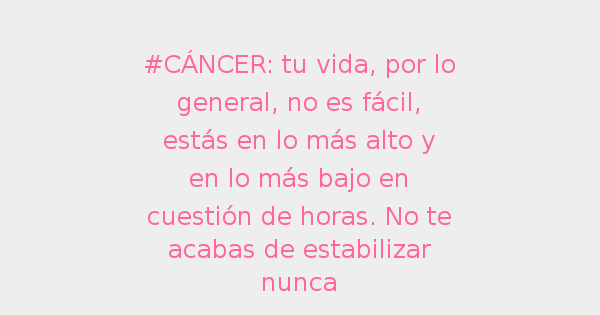 #CÁNCER: tu vida, por lo
general, no es fácil,
estás en lo más alto y
en lo más bajo en
cuestión de horas. No te
acabas de estabilizar
nunca